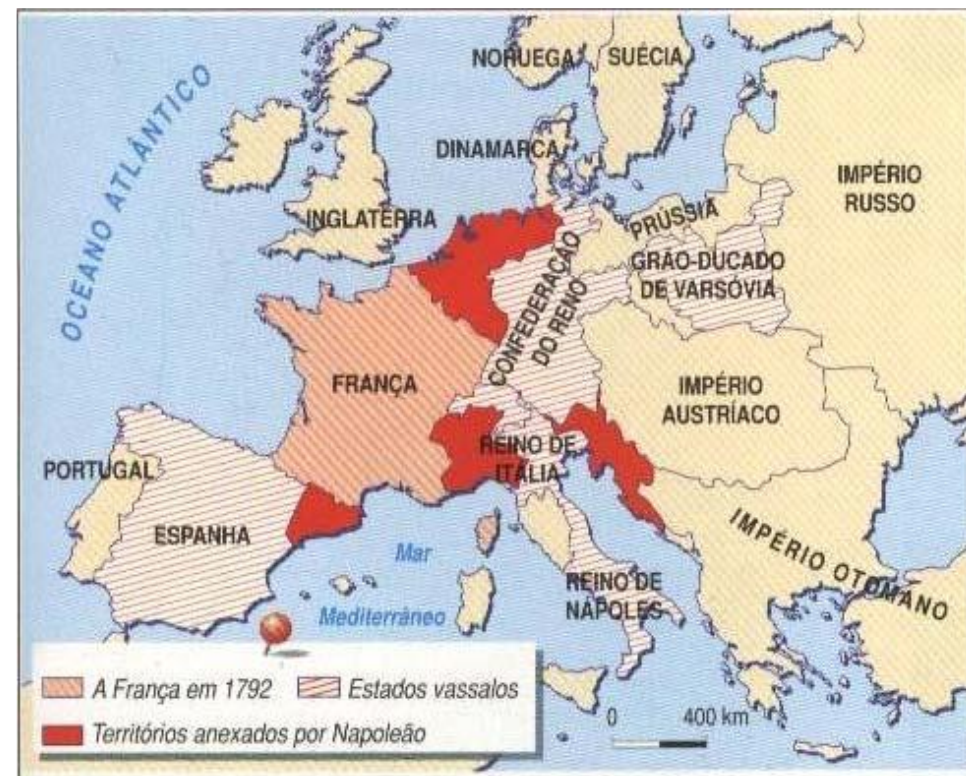 NORUEGA
SUÉCIA
OCEANO ATLÂNTICO
DINAMARCA
IMPÉRIO
RUSSO
INGLATERRA
PRÚSSIA
CONFEDERAÇÃO
DO RENO
GRÃO-DUCADO
DE VARSÓVIA
FRANÇA
IMPÉRIO
AUSTRÍACO
REINO DE
ITÁLIA
PORTUGAL
ESPANHA
IMPÉRIO OTOMANO
Mar
Mediterrâneo
REINO DE
NÁPOLES
A França em 1792
Estados vassalos
Territórios anexados por Napoleão
0 400 km